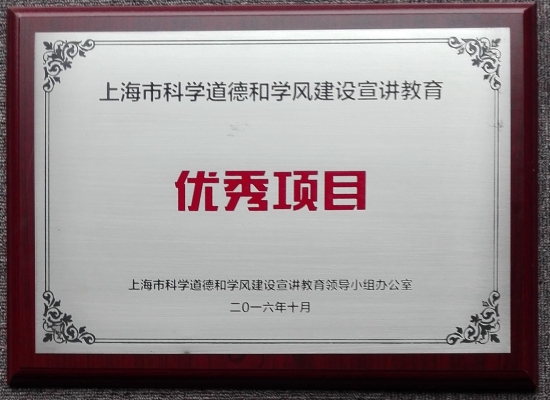 上海市科学道德和学风建设宣讲教育
优秀项目
上海市科学道德和学风建设宣讲教育领导小组办公室
二〇一六年十月